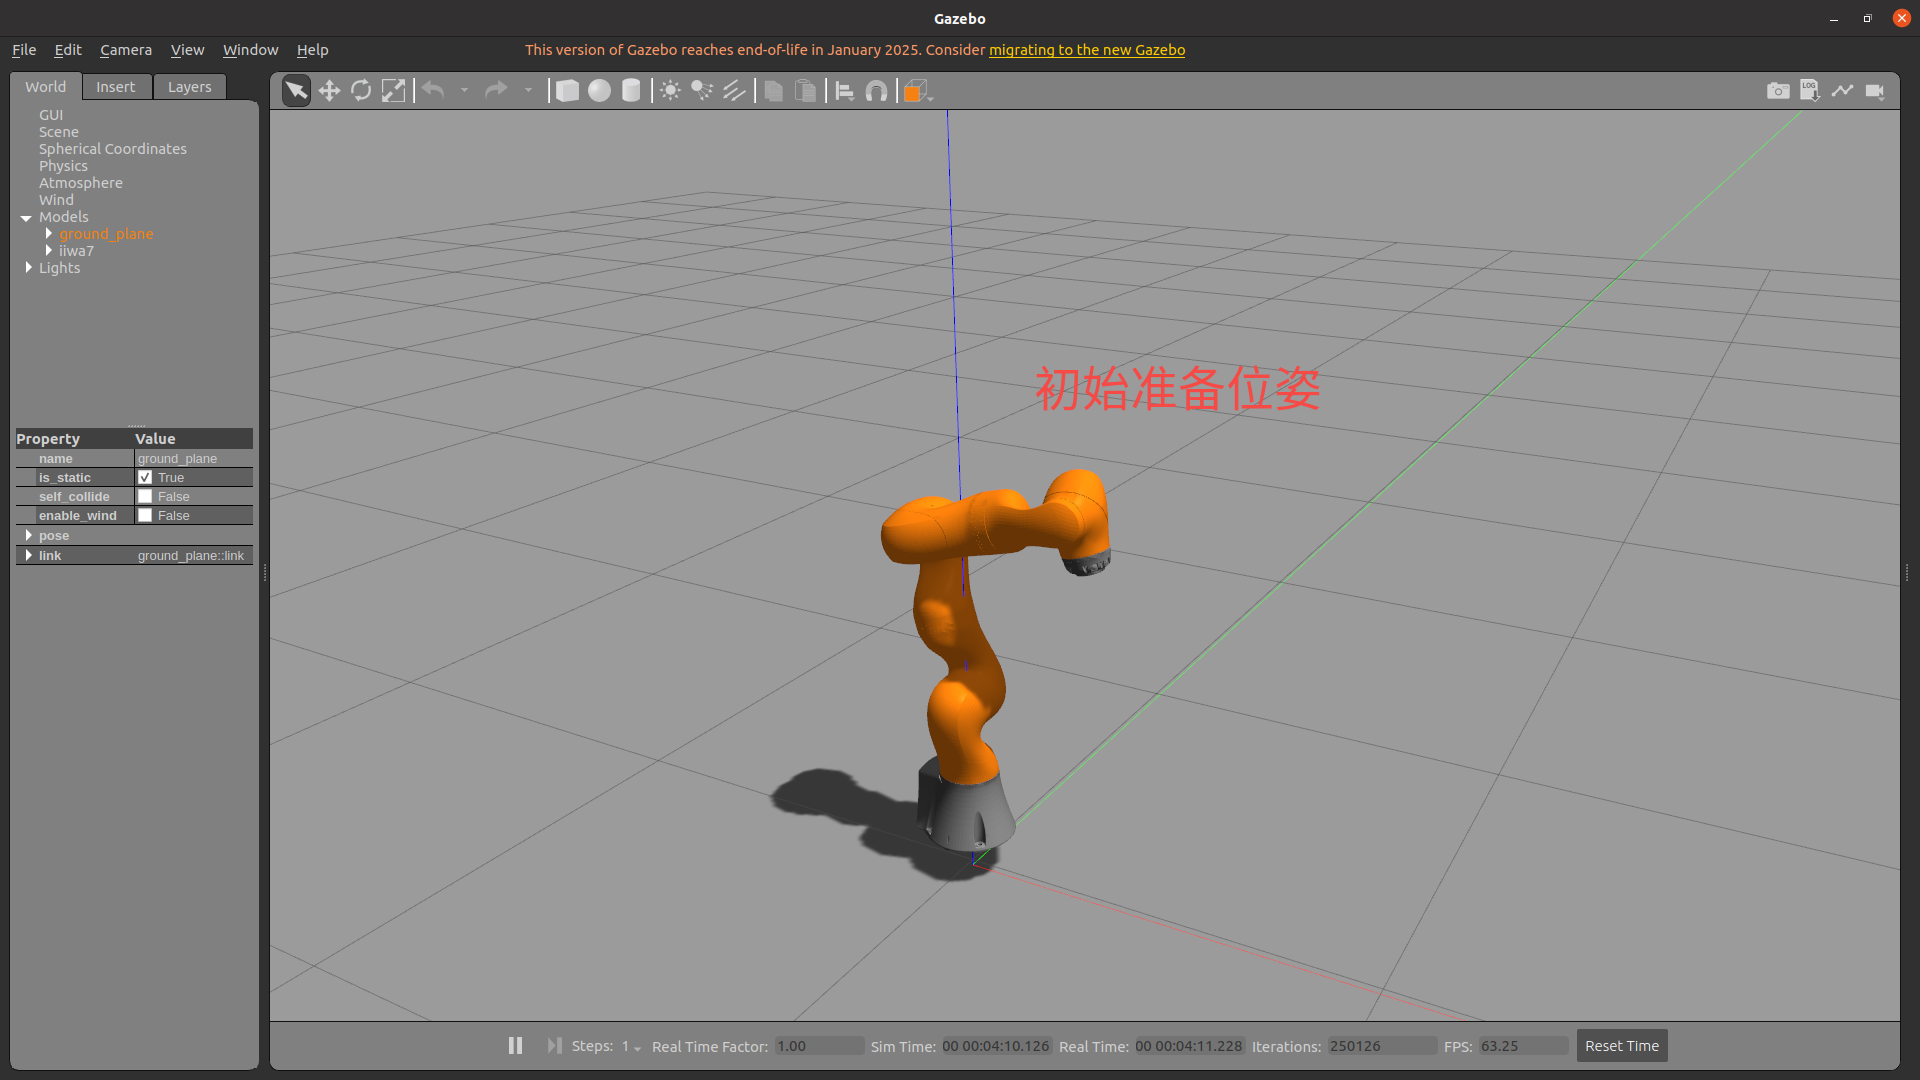 Gazebo
File Edit Camera View Window Help
This version of Gazebo reaches end-of-life in January 2025. Consider migrating to the new Gazebo
World Insert Layers
GUI
Scene
Spherical Coordinates
Physics
Atmosphere
Wind
Models
ground_plane
iiwa7
Lights
Property Value
name ground_plane
is_static True
self_collide False
enable_wind False
pose
link ground_plane::link
LOG
初始准备位姿
Steps: 1 Real Time Factor: 1.00 Sim Time: 00 00:04:10.126 Real Time: 00 00:04:11.228 Iterations: 250126 FPS: 63.25 Reset Time